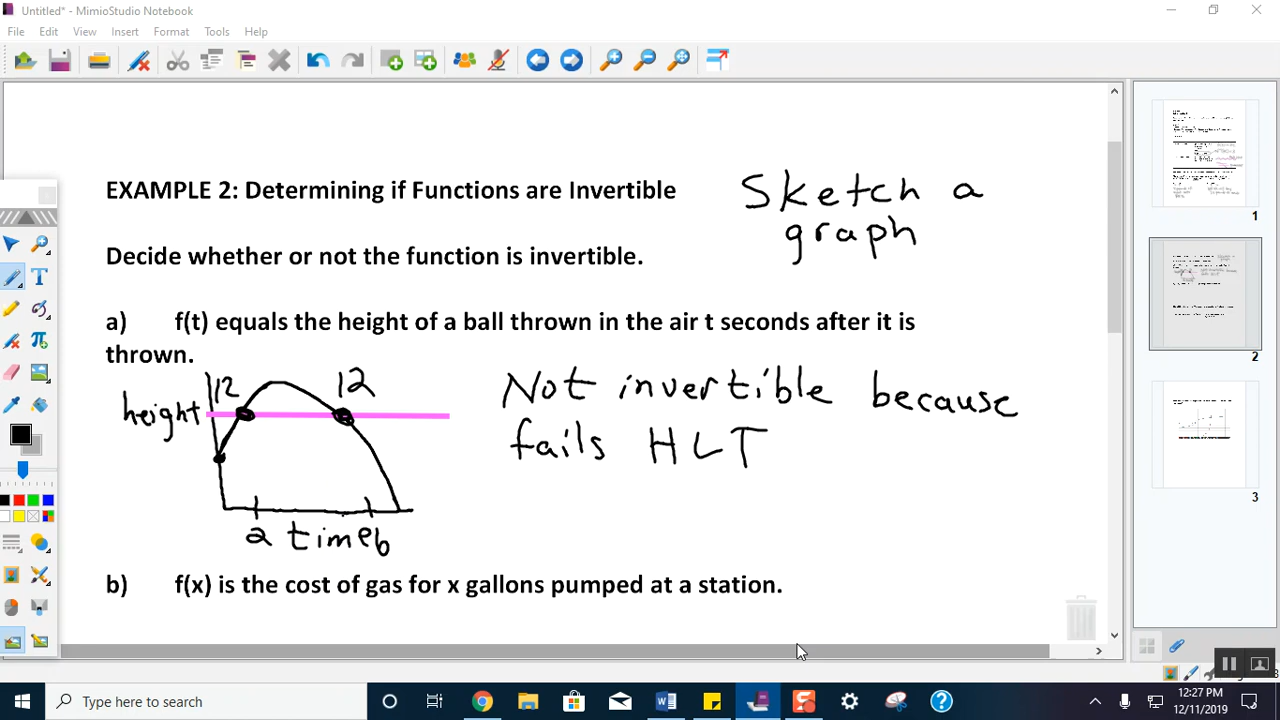 Untitled* - MimioStudio Notebook
File Edit View Insert Format Tools Help
EXAMPLE 2: Determining if Functions are Invertible
Sketch a
graph
Decide whether or not the function is invertible.
a) f(t) equals the height of a ball thrown in the air t seconds after it is
thrown.
12 12
height
Not invertible because
fails HLT
2 time 6
b) f(x) is the cost of gas for x gallons pumped at a station.
1
2
3
Type here to search
12:27 PM
12/11/2019